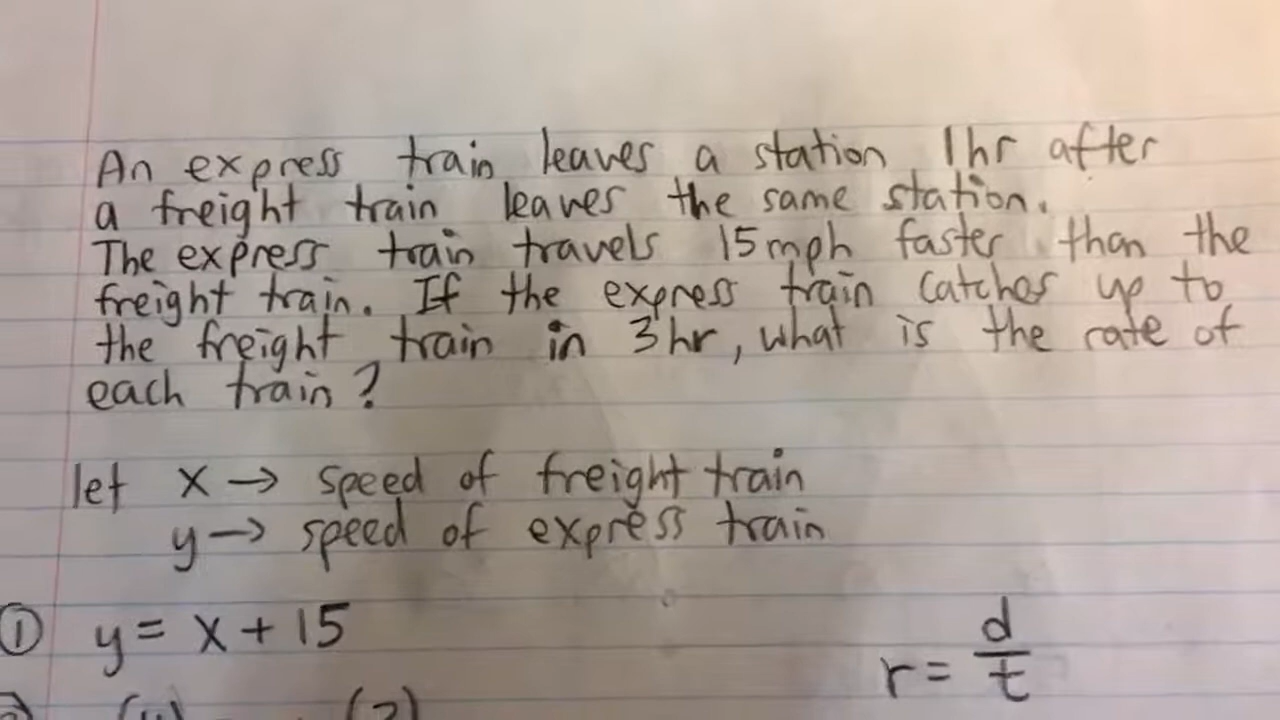 An express train leaves a station 1hr after
a freight train leaves the same station.
The express train travels 15mph faster than the
freight train. If the express train catches up to
the freight train in 3hr, what is the rate of
each train?
let x → speed of freight train
y → speed of express train
① y = x + 15
r = d/t